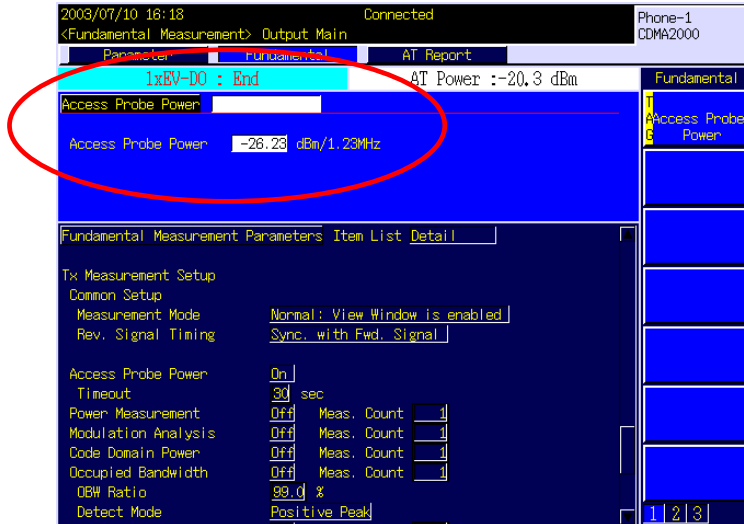 2003/07/10 16:18 Connected
<Fundamental Measurement> Output Main
Phone-1
CDMA2000
Parameter Fundamental AT Report
1xEV-DO : End AT Power :-20.3 dBm
Fundamental
Access Probe Power
TAG
Access Probe
Power
Access Probe Power -26.23 dBm/1.23MHz
Fundamental Measurement Parameters Item List Detail
Tx Measurement Setup
Common Setup
Measurement Mode Normal: View Window is enabled
Rev. Signal Timing Sync. with Fwd. Signal
Access Probe Power On
Timeout 30 sec
Power Measurement Off Meas. Count 1
Modulation Analysis Off Meas. Count 1
Code Domain Power Off Meas. Count 1
Occupied Bandwidth Off Meas. Count 1
OBW Ratio 99.0 %
Detect Mode Positive Peak
1 2 3